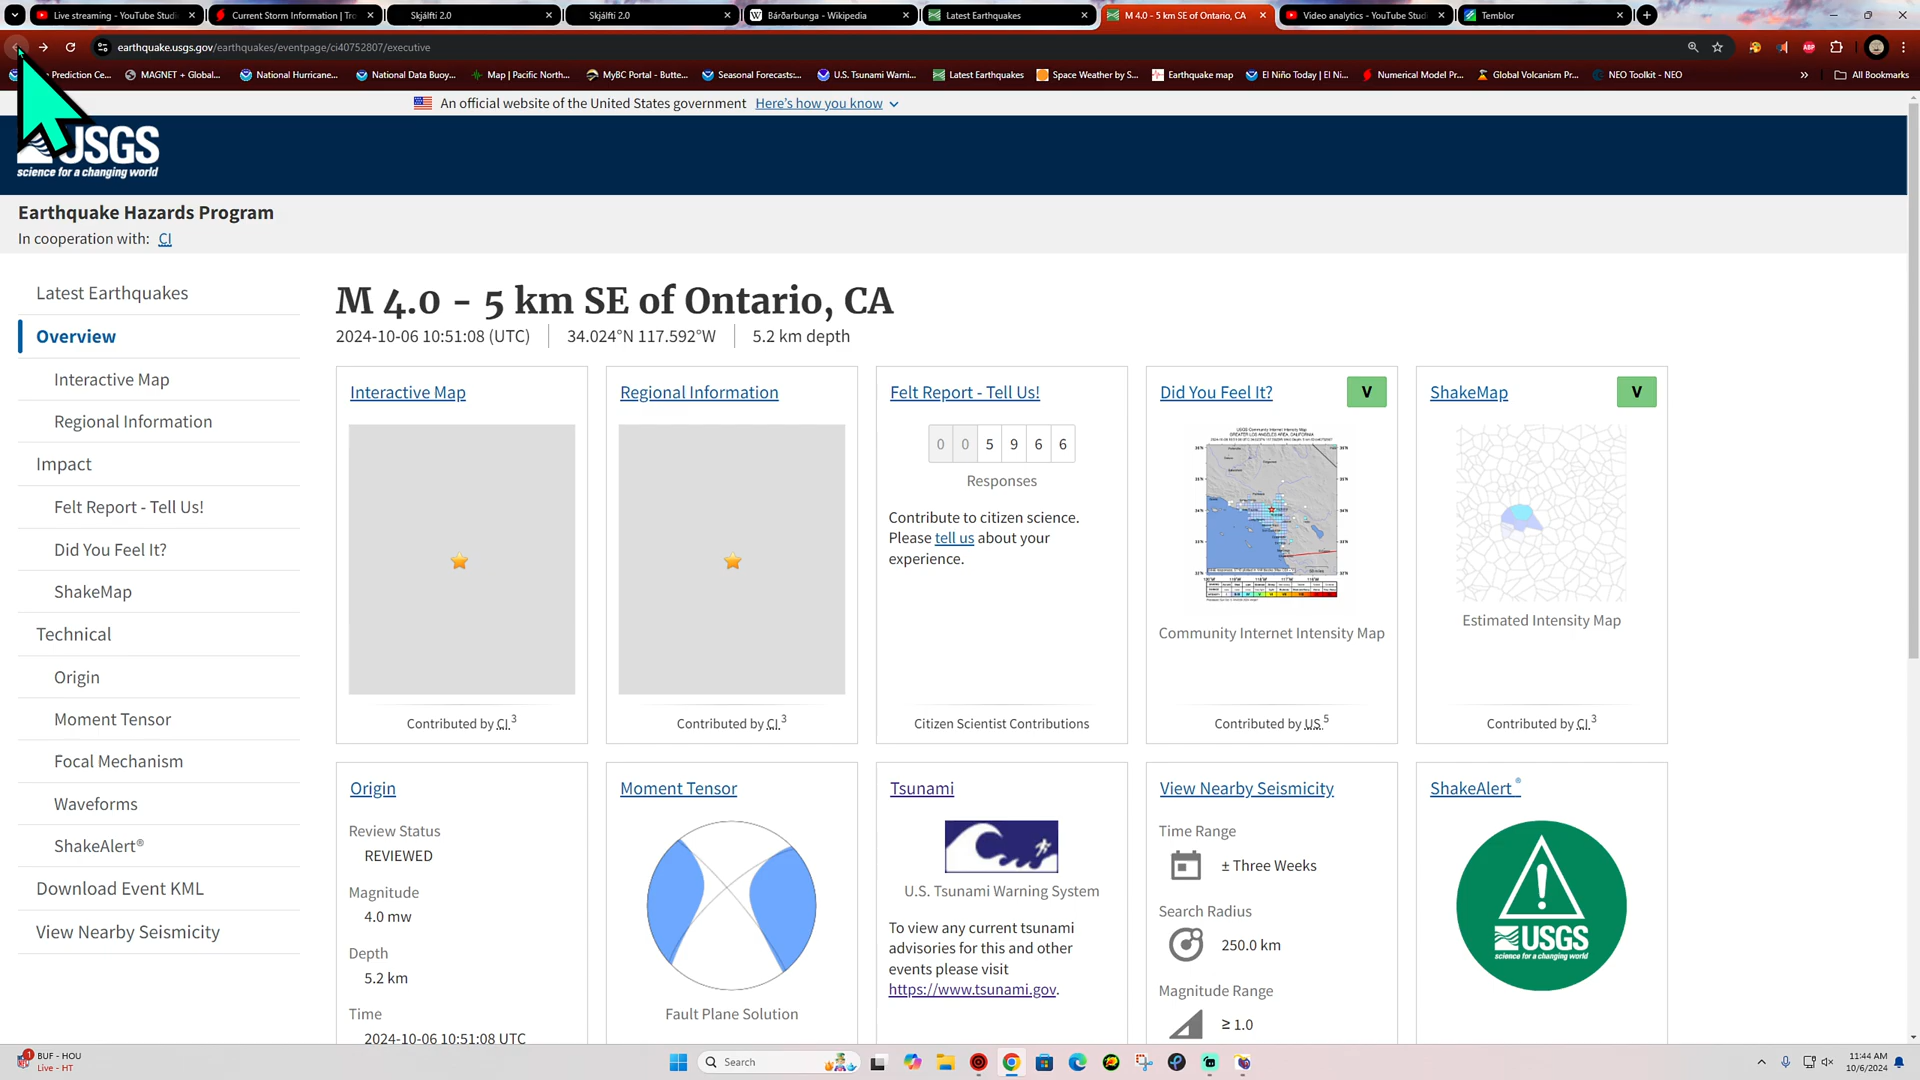 Live streaming - YouTube Studi
Current Storm Information | Tro
Skjálfti 2.0
Skjálfti 2.0
Bárðarbunga - Wikipedia
Latest Earthquakes
M 4.0 - 5 km SE of Ontario, CA
Video analytics - YouTube Studi
Temblor
earthquake.usgs.gov/earthquakes/eventpage/ci40752807/executive
Prediction Ce...
MAGNET + Global...
National Hurricane...
National Data Buoy...
Map | Pacific North...
MyBC Portal - Butte...
Seasonal Forecasts:...
U.S. Tsunami Warni...
Latest Earthquakes
Space Weather by S...
Earthquake map
El Niño Today | El Ni...
Numerical Model Pr...
Global Volcanism Pr...
NEO Toolkit - NEO
All Bookmarks
An official website of the United States government Here's how you know
USGS
science for a changing world
Earthquake Hazards Program
In cooperation with: CI
Latest Earthquakes
Overview
Interactive Map
Regional Information
Impact
Felt Report - Tell Us!
Did You Feel It?
ShakeMap
Technical
Origin
Moment Tensor
Focal Mechanism
Waveforms
ShakeAlert®
Download Event KML
View Nearby Seismicity
M 4.0 - 5 km SE of Ontario, CA
2024-10-06 10:51:08 (UTC) 34.024°N 117.592°W 5.2 km depth
Interactive Map
Contributed by CI 3
Regional Information
Contributed by CI 3
Felt Report - Tell Us!
0 0 5 9 6 6
Responses
Contribute to citizen science.
Please tell us about your
experience.
Citizen Scientist Contributions
Did You Feel It? V
Community Internet Intensity Map
Contributed by US 5
ShakeMap V
Estimated Intensity Map
Contributed by CI 3
Origin
Review Status
REVIEWED
Magnitude
4.0 mw
Depth
5.2 km
Time
2024-10-06 10:51:08 UTC
Moment Tensor
Fault Plane Solution
Tsunami
U.S. Tsunami Warning System
To view any current tsunami
advisories for this and other
events please visit
https://www.tsunami.gov.
View Nearby Seismicity
Time Range
± Three Weeks
Search Radius
250.0 km
Magnitude Range
≥ 1.0
ShakeAlert®
USGS
science for a changing world
1
BUF - HOU
Live - HT
Search
11:44 AM
10/6/2024